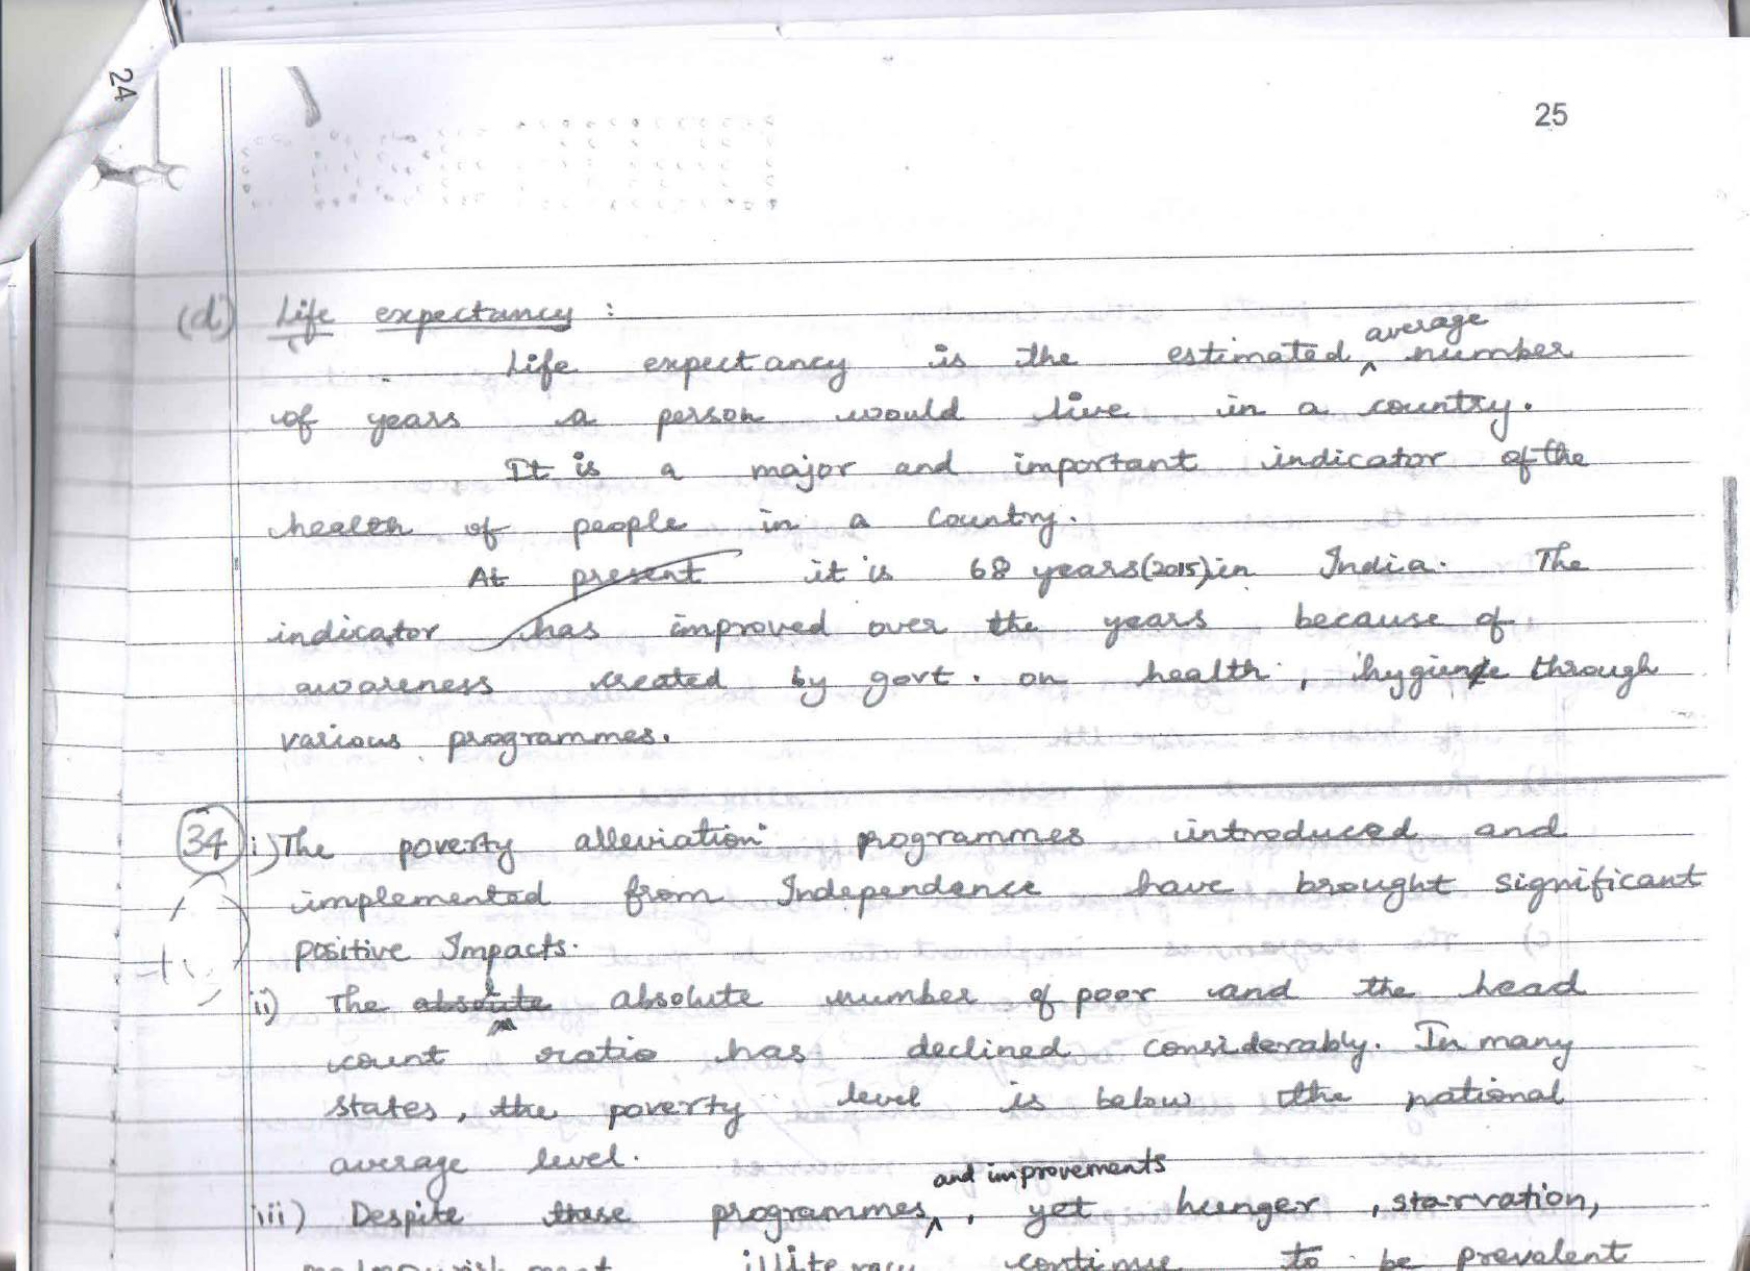 24
25
(d) Life expectancy :
Life expectancy is the estimated average number
of years a person would live in a country.
It is a major and important indicator of the
health of people in a country.
At present it is 68 years(2015)in India. The
indicator has improved over the years because of
awareness created by govt. on health, hygiene through
various programmes.
34 i) The poverty alleviation programmes introduced and
implemented from Independence have brought significant
positive Impacts.
ii) The absolute absolute number of poor and the head
count ratio has declined considerably. In many
states, the poverty level is below the national
average level.
iii) Despite these programmes and improvements, yet hunger, starvation,
malnourishment illiteracy continue to be prevalent